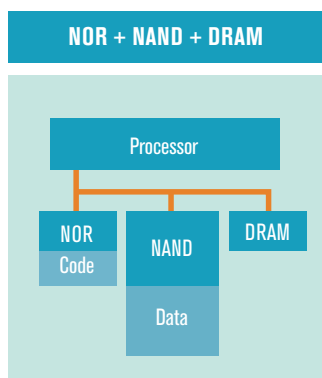 NOR + NAND + DRAM
Processor
NOR
Code
NAND
Data
DRAM